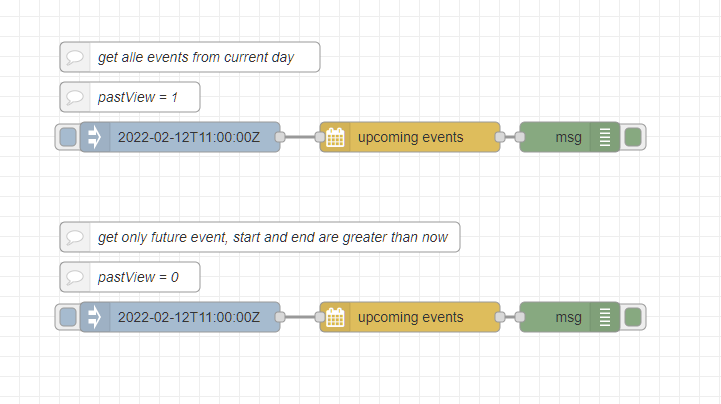 get alle events from current day
pastView = 1
2022-02-12T11:00:00Z upcoming events msg
get only future event, start and end are greater than now
pastView = 0
2022-02-12T11:00:00Z upcoming events msg